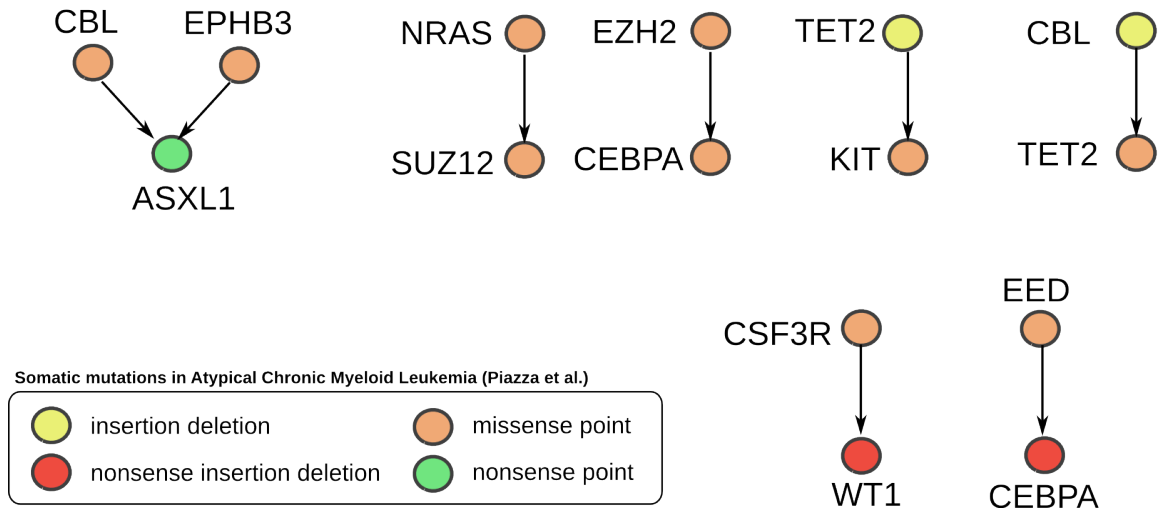 CBL
EPHB3
NRAS
EZH2
TET2
CBL
SUZ12
CEBPA
KIT
TET2
ASXL1
EED
CSF3R
WT1
CEBPA
Somatic mutations in Atypical Chronic Myeloid Leukemia (Piazza et al.)
insertion deletion
missense point
nonsense insertion deletion
nonsense point